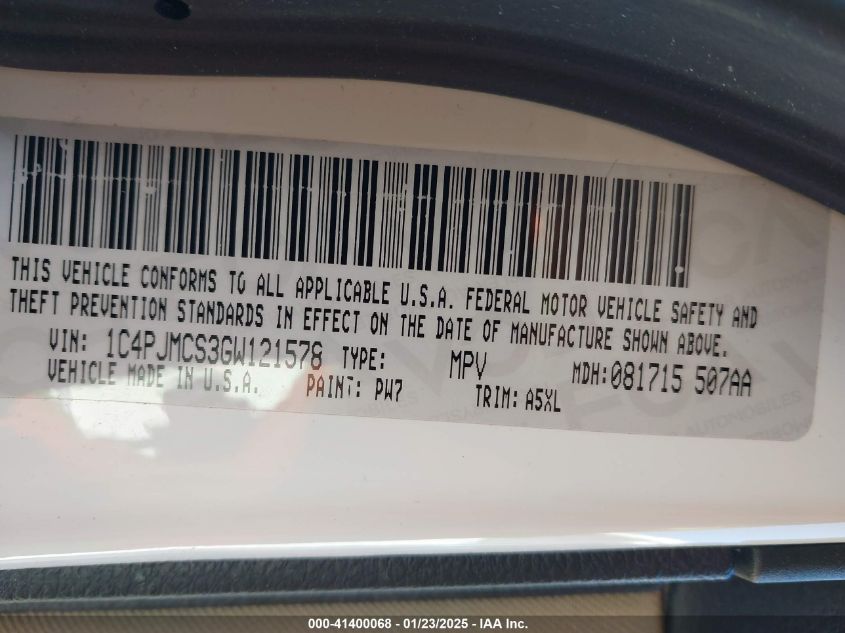 THIS VEHICLE CONFORMS TO ALL APPLICABLE U.S.A. FEDERAL MOTOR VEHICLE SAFETY AND
THEFT PREVENTION STANDARDS IN EFFECT ON THE DATE OF MANUFACTURE SHOWN ABOVE.
VIN: 1C4PJMCS3GW121578 TYPE: MPV MDH: 081715 507AA
VEHICLE MADE IN U.S.A. PAINT: PW7 TRIM: A5XL
000-41400068 - 01/23/2025 - IAA Inc.